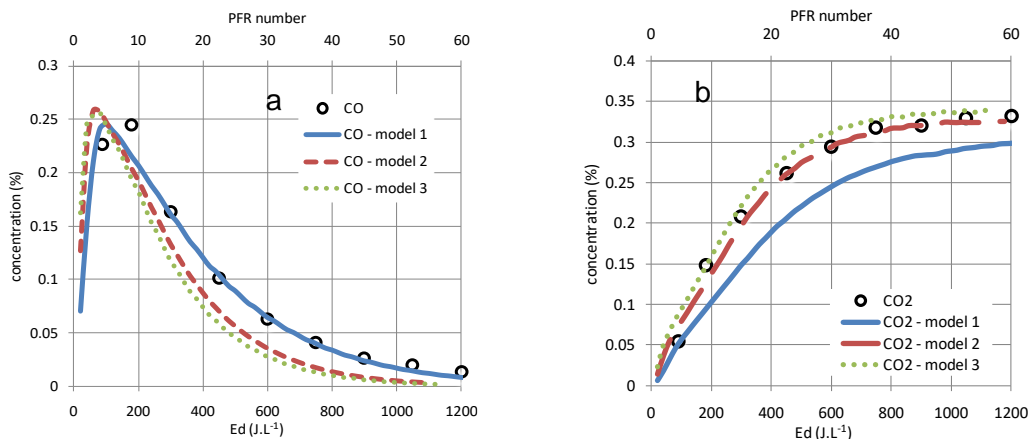 PFR number
0 10 20 30 40 50 60
0.3
0.25
0.2
0.15
0.1
0.05
0
concentration (%)
a
CO
CO - model 1
CO - model 2
CO - model 3
0 200 400 600 800 1000 1200
Ed (J.L-1)
PFR number
0 20 40 60
0.4
0.35
0.3
0.25
0.2
0.15
0.1
0.05
0
concentration (%)
b
CO2
CO2 - model 1
CO2 - model 2
CO2 - model 3
0 200 400 600 800 1000 1200
Ed (J.L-1)